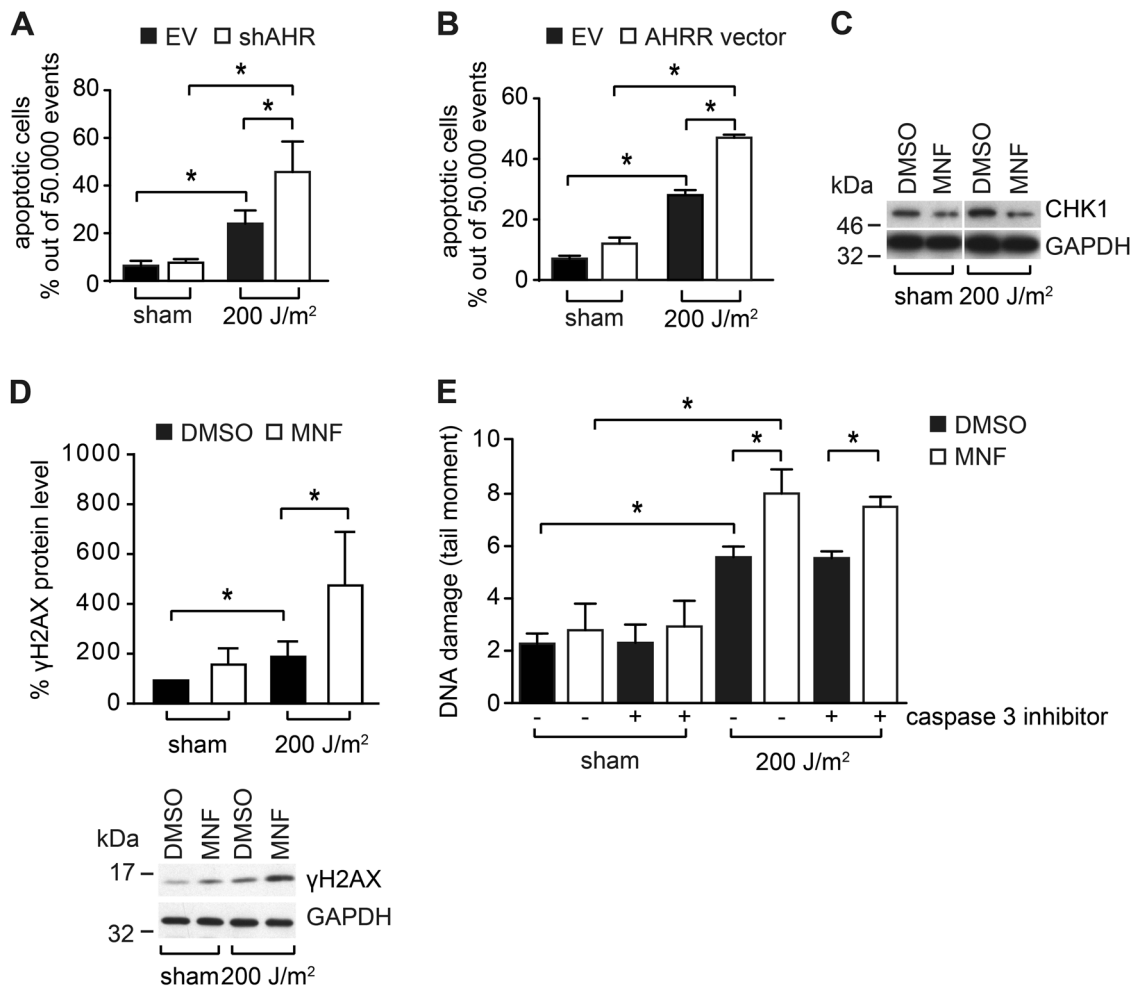 A
EV shAHR
apoptotic cells
% out of 50.000 events
80
60
40
20
0
* * *
sham
200 J/m²
B
EV AHRR vector
apoptotic cells
% out of 50.000 events
60
40
20
0
* * *
sham
200 J/m²
C
DMSO MNF DMSO MNF
kDa
46
32
CHK1
GAPDH
sham 200 J/m²
D
DMSO MNF
% γH2AX protein level
1000
800
600
400
200
0
* *
sham
200 J/m²
DMSO MNF DMSO MNF
kDa
17
32
γH2AX
GAPDH
sham 200 J/m²
E
DMSO
MNF
DNA damage (tail moment)
10
8
6
4
2
0
* * * *
- - + + - - + + caspase 3 inhibitor
sham
200 J/m²